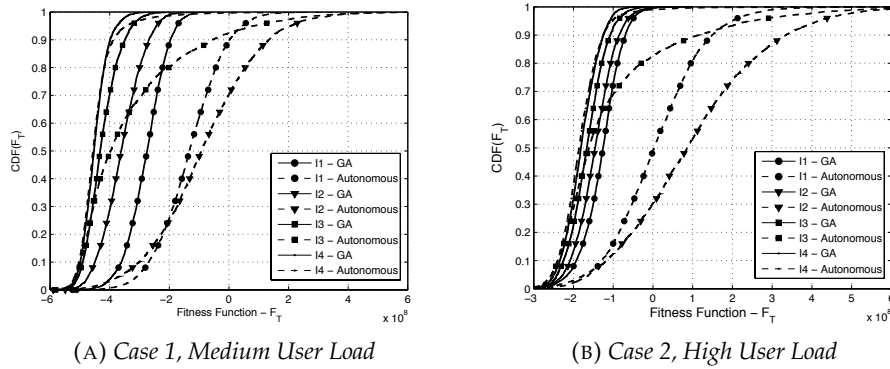 1
0.9
0.8
0.7
0.6
0.5
0.4
0.3
0.2
0.1
0
CDF(F_T)
I1 – GA
I1 – Autonomous
I2 – GA
I2 – Autonomous
I3 – GA
I3 – Autonomous
I4 – GA
I4 – Autonomous
−6 −4 −2 0 2 4 6
Fitness Function – F_T
x 10^8
(A) Case 1, Medium User Load
1
0.9
0.8
0.7
0.6
0.5
0.4
0.3
0.2
0.1
0
CDF(F_T)
I1 – GA
I1 – Autonomous
I2 – GA
I2 – Autonomous
I3 – GA
I3 – Autonomous
I4 – GA
I4 – Autonomous
−3 −2 −1 0 1 2 3 4 5 6
Fitness Function – F_T
x 10^8
(B) Case 2, High User Load